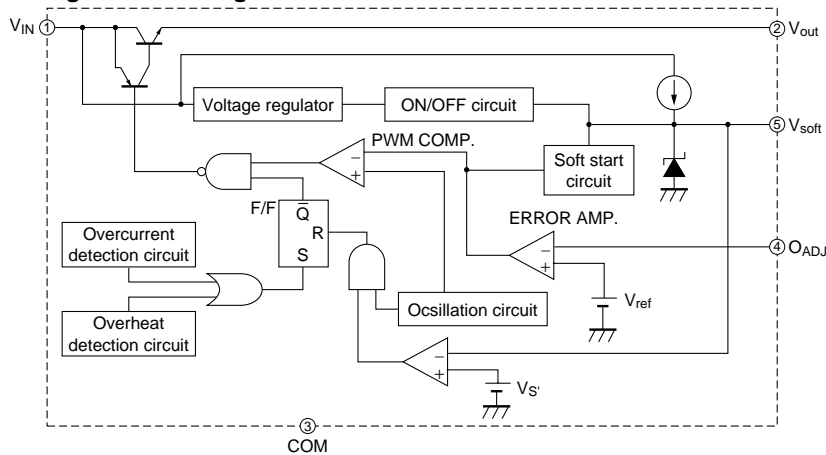 VIN ① ② Vout
Voltage regulator
ON/OFF circuit
⑤ Vsoft
PWM COMP.
−
+
Soft start
circuit
F/F
Q̅
R
S
ERROR AMP.
−
+
④ OADJ
Overcurrent
detection circuit
Vref
Ocsillation circuit
Overheat
detection circuit
−
+
VS'
③
COM